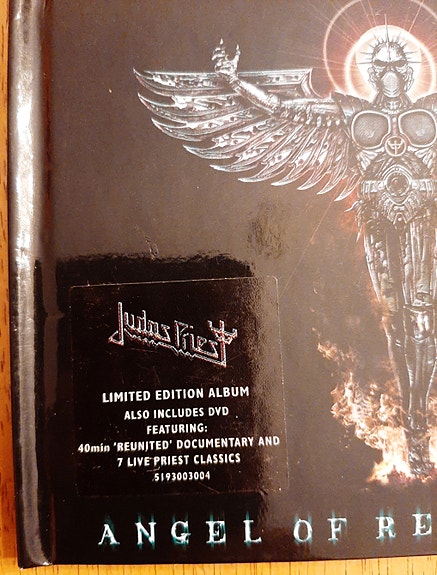 Judas Priest
LIMITED EDITION ALBUM
ALSO INCLUDES DVD
FEATURING:
40min 'REUNITED' DOCUMENTARY AND
7 LIVE PRIEST CLASSICS
5193003004
ANGEL OF RE